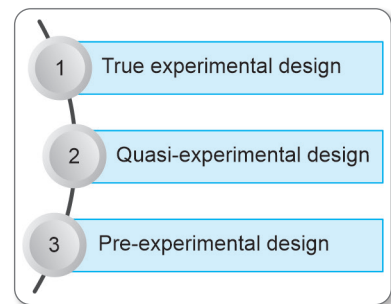 1 True experimental design
2 Quasi-experimental design
3 Pre-experimental design